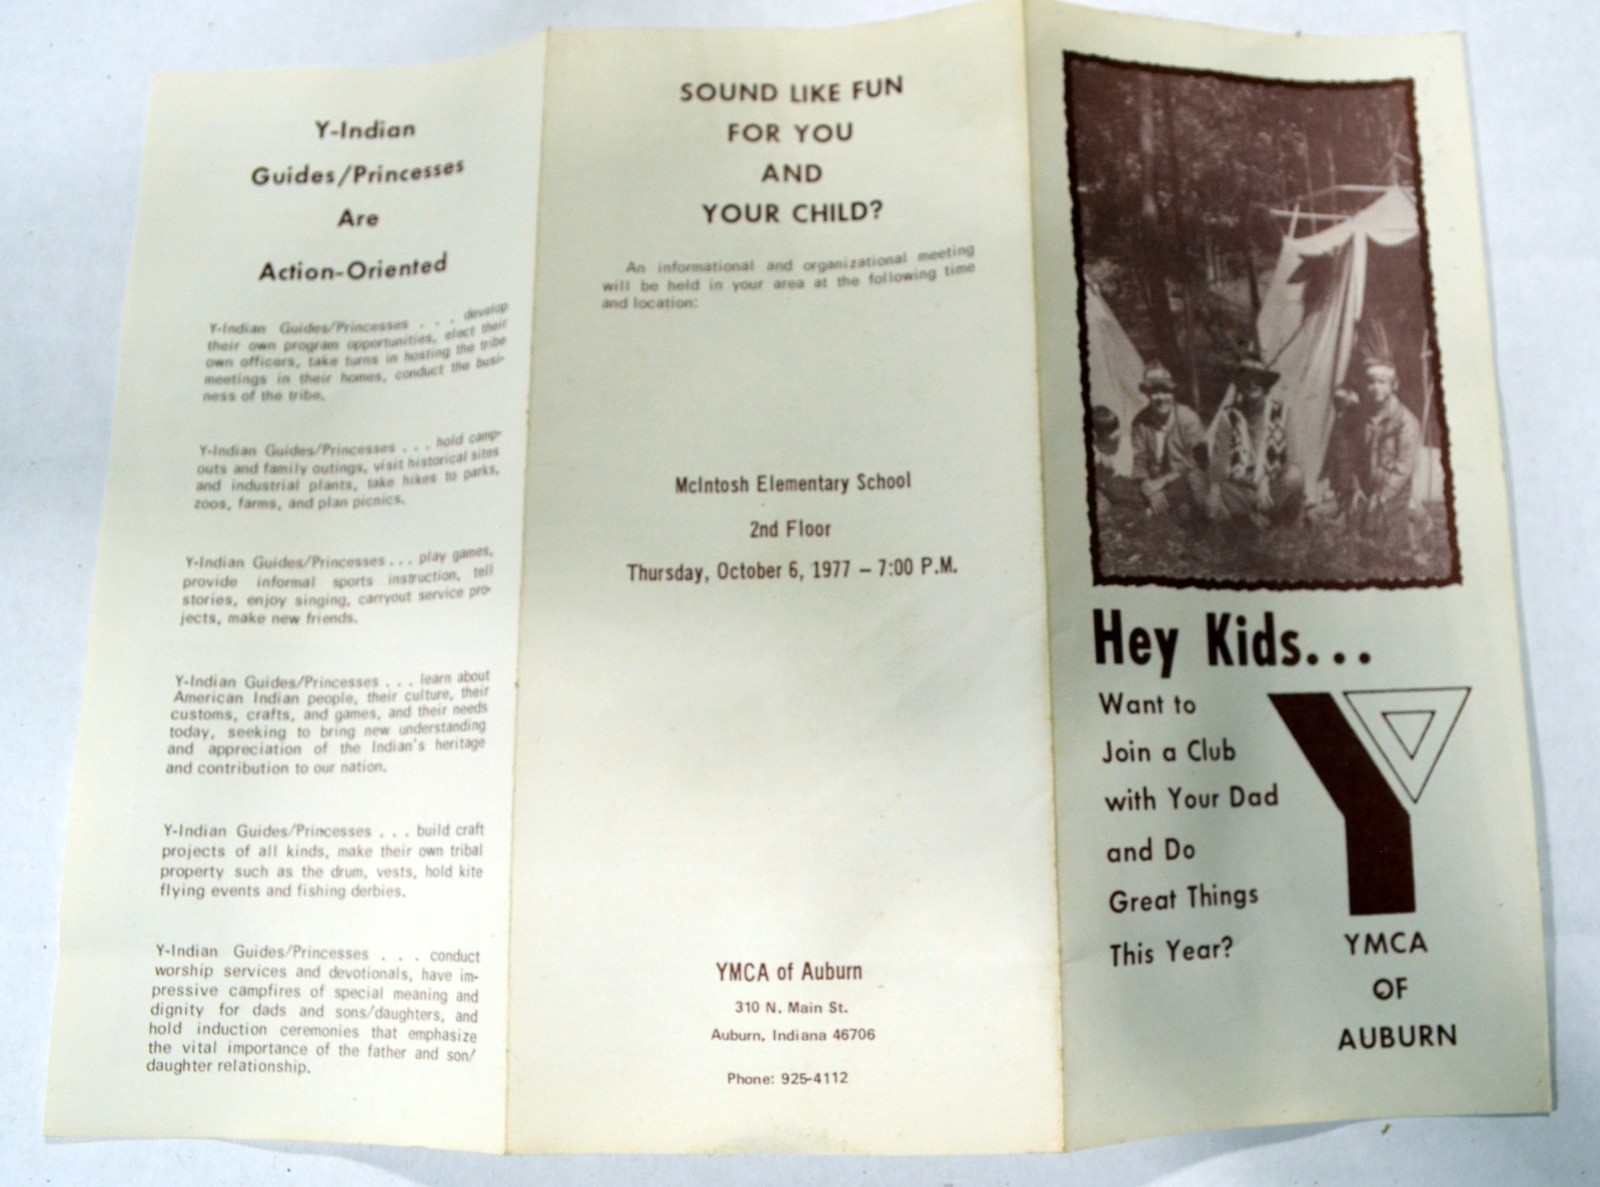 Y-Indian
Guides/Princesses
Are
Action-Oriented
Y-Indian Guides/Princesses . . . develop
their own program opportunities, elect their
own officers, take turns in hosting the tribe
meetings in their homes, conduct the busi-
ness of the tribe.
Y-Indian Guides/Princesses . . . hold camp-
outs and family outings, visit historical sites
and industrial plants, take hikes to parks,
zoos, farms, and plan picnics.
Y-Indian Guides/Princesses . . . play games,
provide informal sports instruction, tell
stories, enjoy singing, carryout service pro-
jects, make new friends.
Y-Indian Guides/Princesses . . . learn about
American Indian people, their culture, their
customs, crafts, and games, and their needs
today, seeking to bring new understanding
and appreciation of the Indian's heritage
and contribution to our nation.
Y-Indian Guides/Princesses . . . build craft
projects of all kinds, make their own tribal
property such as the drum, vests, hold kite
flying events and fishing derbies.
Y-Indian Guides/Princesses . . . conduct
worship services and devotionals, have im-
pressive campfires of special meaning and
dignity for dads and sons/daughters, and
hold induction ceremonies that emphasize
the vital importance of the father and son/
daughter relationship.
SOUND LIKE FUN
FOR YOU
AND
YOUR CHILD?
An informational and organizational meeting
will be held in your area at the following time
and location:
McIntosh Elementary School
2nd Floor
Thursday, October 6, 1977 – 7:00 P.M.
YMCA of Auburn
310 N. Main St.
Auburn, Indiana 46706
Phone: 925-4112
Hey Kids...
Want to
Join a Club
with Your Dad
and Do
Great Things
This Year?
YMCA
OF
AUBURN